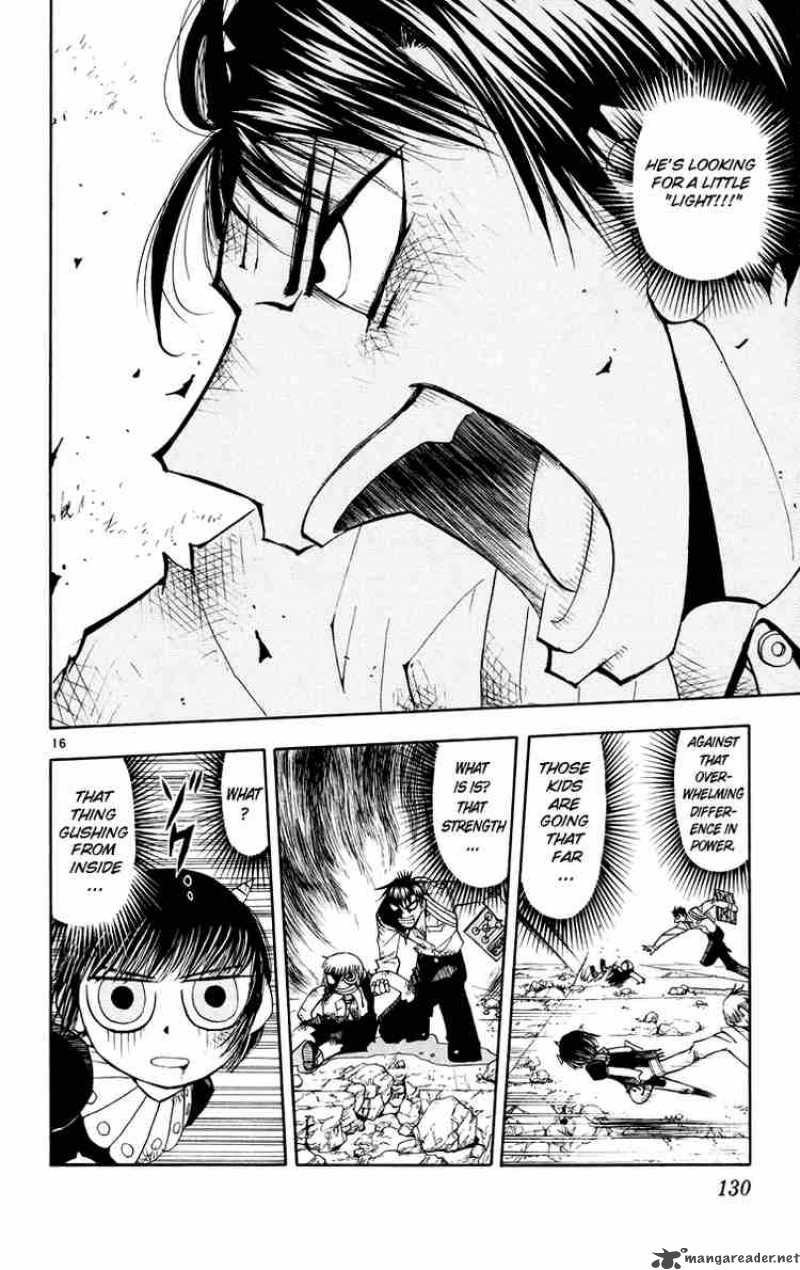 HE'S LOOKING
FOR A LITTLE
"LIGHT!!!"
16
AGAINST
THAT
OVER-
WHELMING
DIFFER-
ENCE IN
POWER.
THOSE
KIDS
ARE
GOING
THAT
FAR
...
WHAT
IS IS?
THAT
STRENGTH
...
WHAT
?
THAT
THING
GUSHING
FROM
INSIDE
...
130
mangareader.net